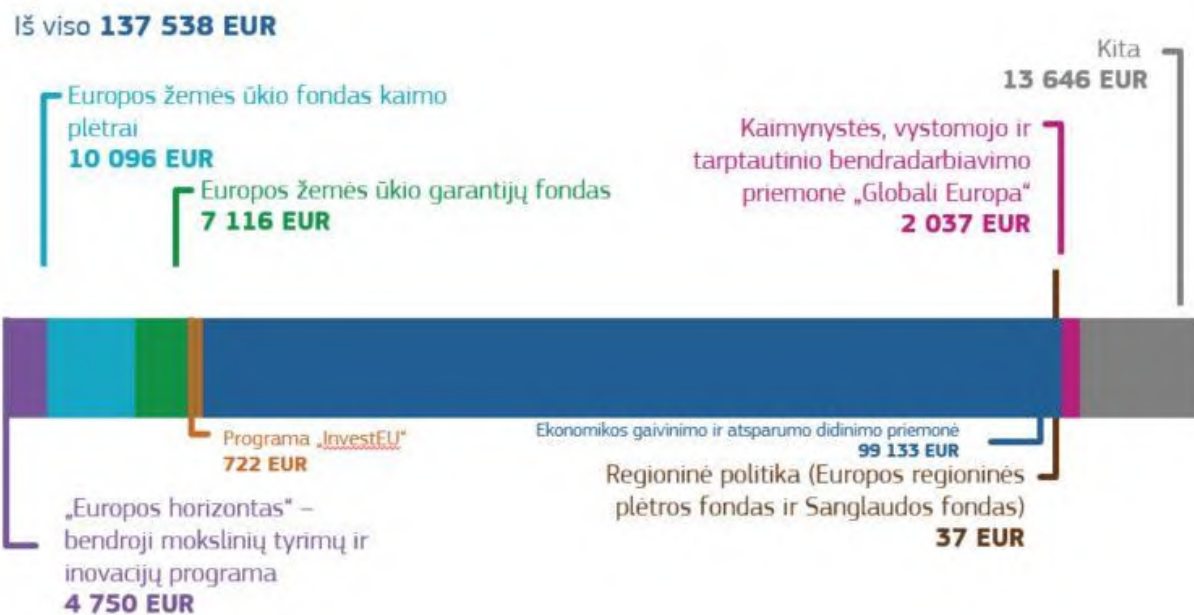 Iš viso 137 538 EUR
Europos žemės ūkio fondas kaimo
plėtrai
10 096 EUR
Europos žemės ūkio garantijų fondas
7 116 EUR
Kaimynystės, vystomojo ir
tarptautinio bendradarbiavimo
priemonė „Globali Europa“
2 037 EUR
Kita
13 646 EUR
Programa „InvestEU“
722 EUR
Ekonomikos gaivinimo ir atsparumo didinimo priemonė
99 133 EUR
Regioninė politika (Europos regioninės
plėtros fondas ir Sanglaudos fondas)
37 EUR
„Europos horizontas“ –
bendroji mokslinių tyrimų ir
inovacijų programa
4 750 EUR